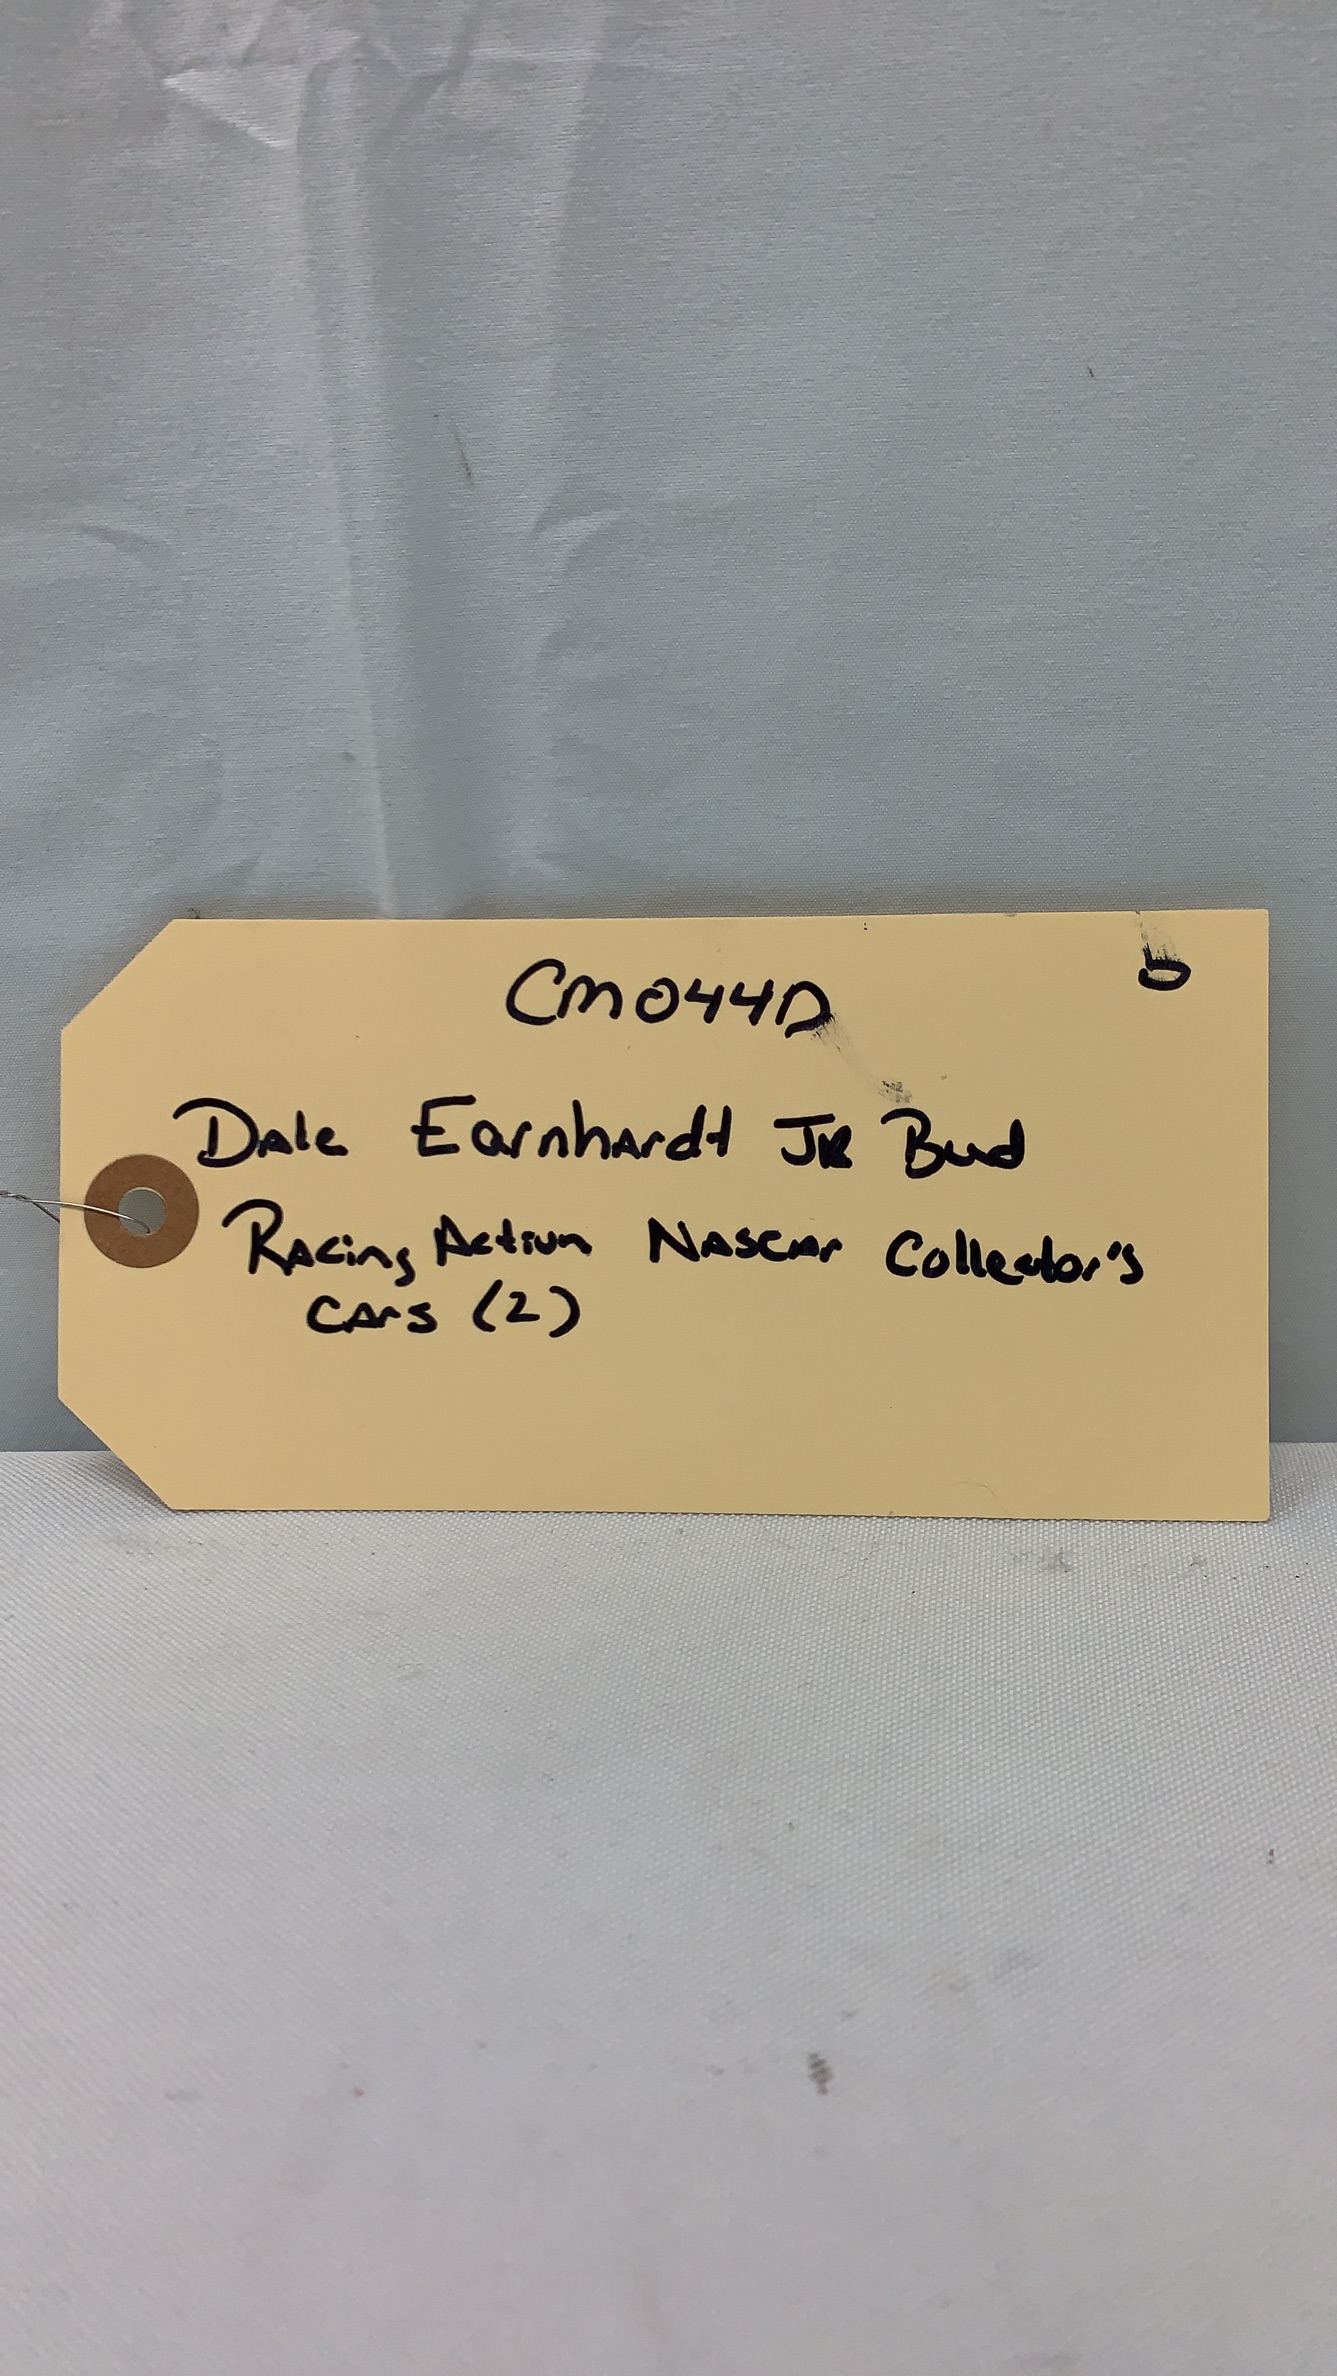 CM044D
Dale Earnhardt JR Bud
Racing Action Nascar Collector's
Cars (2)